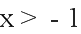 x > - 1